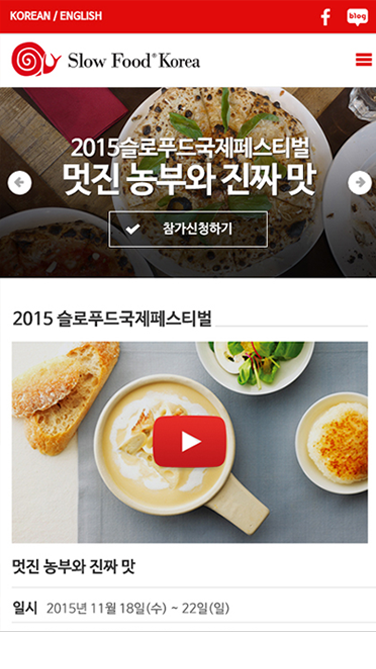 KOREAN / ENGLISH
blog
Slow Food® Korea
2015슬로푸드국제페스티벌
멋진 농부와 진짜 맛
참가신청하기
2015 슬로푸드국제페스티벌
멋진 농부와 진짜 맛
일시 2015년 11월 18일(수) ~ 22일(일)